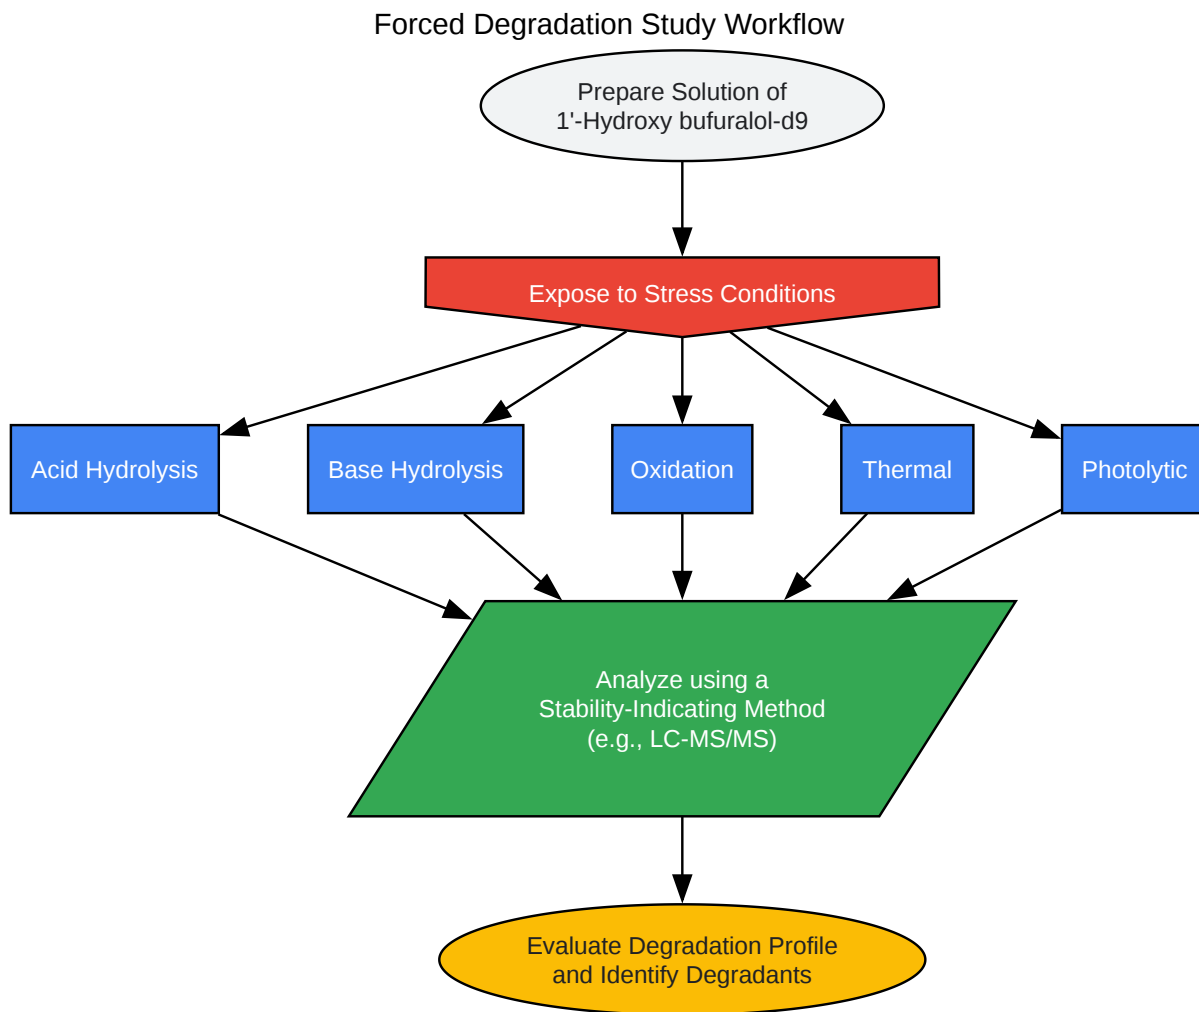 Forced Degradation Study Workflow
Prepare Solution of
1'-Hydroxy bufuralol-d9
Expose to Stress Conditions
Acid Hydrolysis
Base Hydrolysis
Oxidation
Thermal
Photolytic
Analyze using a
Stability-Indicating Method
(e.g., LC-MS/MS)
Evaluate Degradation Profile
and Identify Degradants